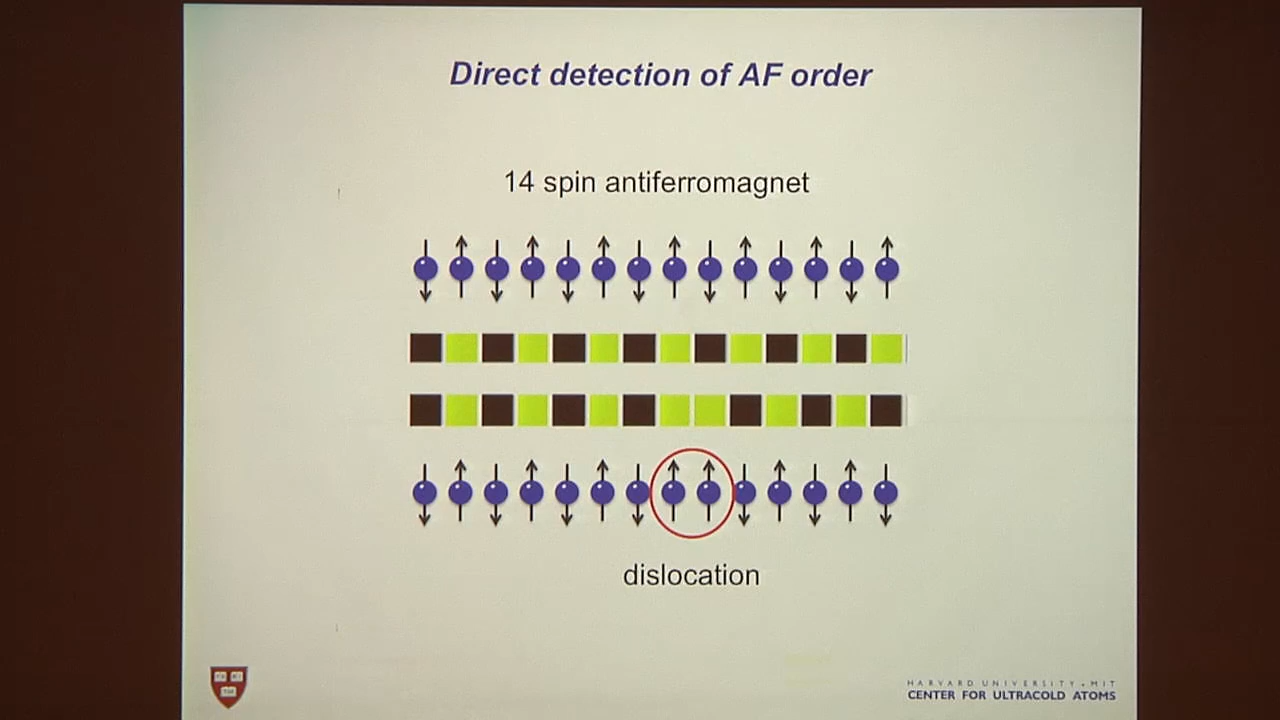 Direct detection of AF order
14 spin antiferromagnet
dislocation
HARVARD UNIVERSITY • MIT
CENTER FOR ULTRACOLD ATOMS